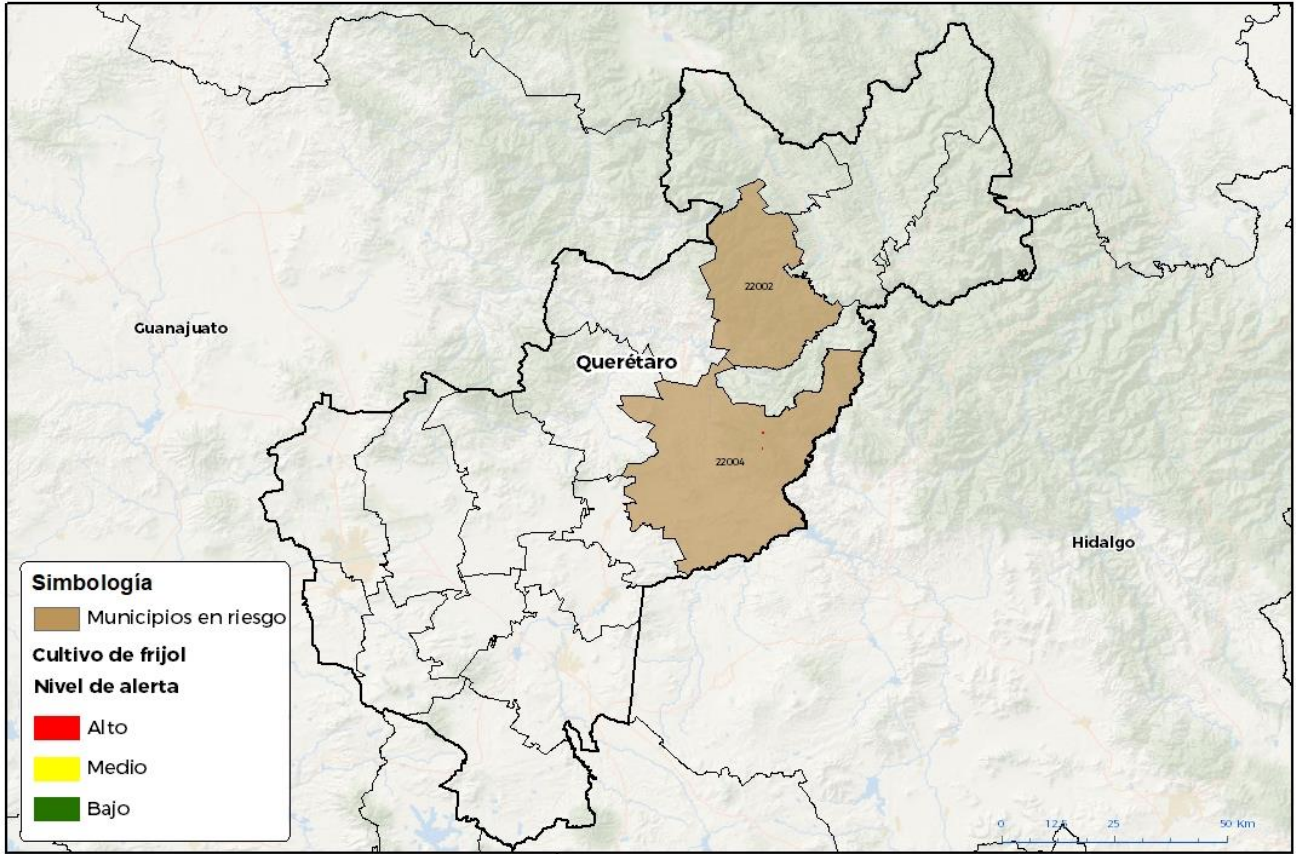 22002
Guanajuato
Querétaro
22004
Hidalgo
Simbología
Municipios en riesgo
Cultivo de frijol
Nivel de alerta
Alto
Medio
Bajo
0 12.5 25 50 Km